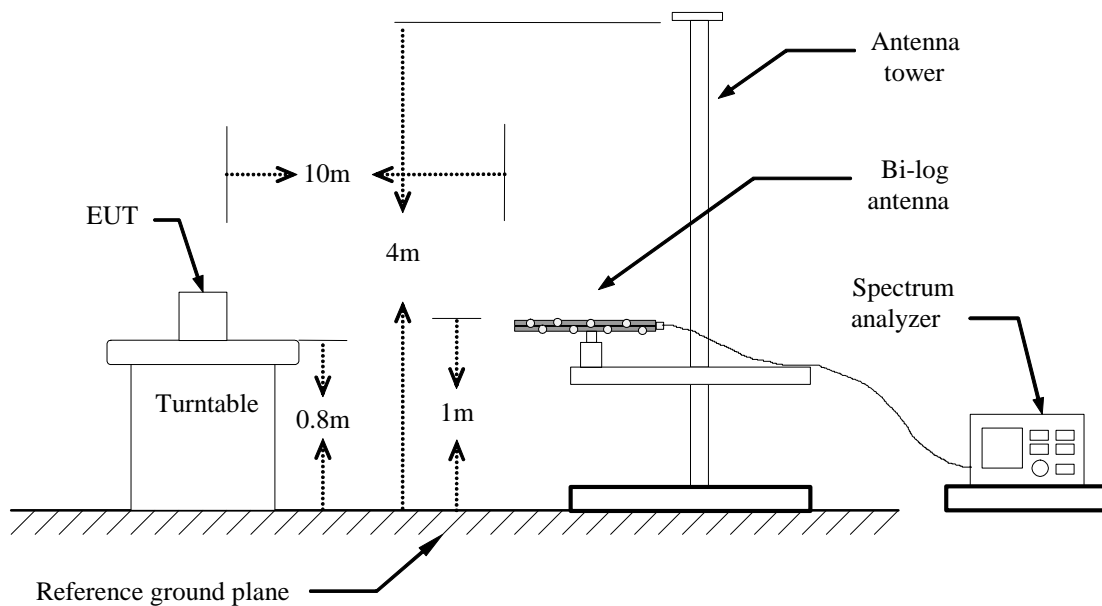 Antenna
tower
10m
Bi-log
antenna
EUT
4m
Spectrum
analyzer
Turntable
0.8m
1m
Reference ground plane